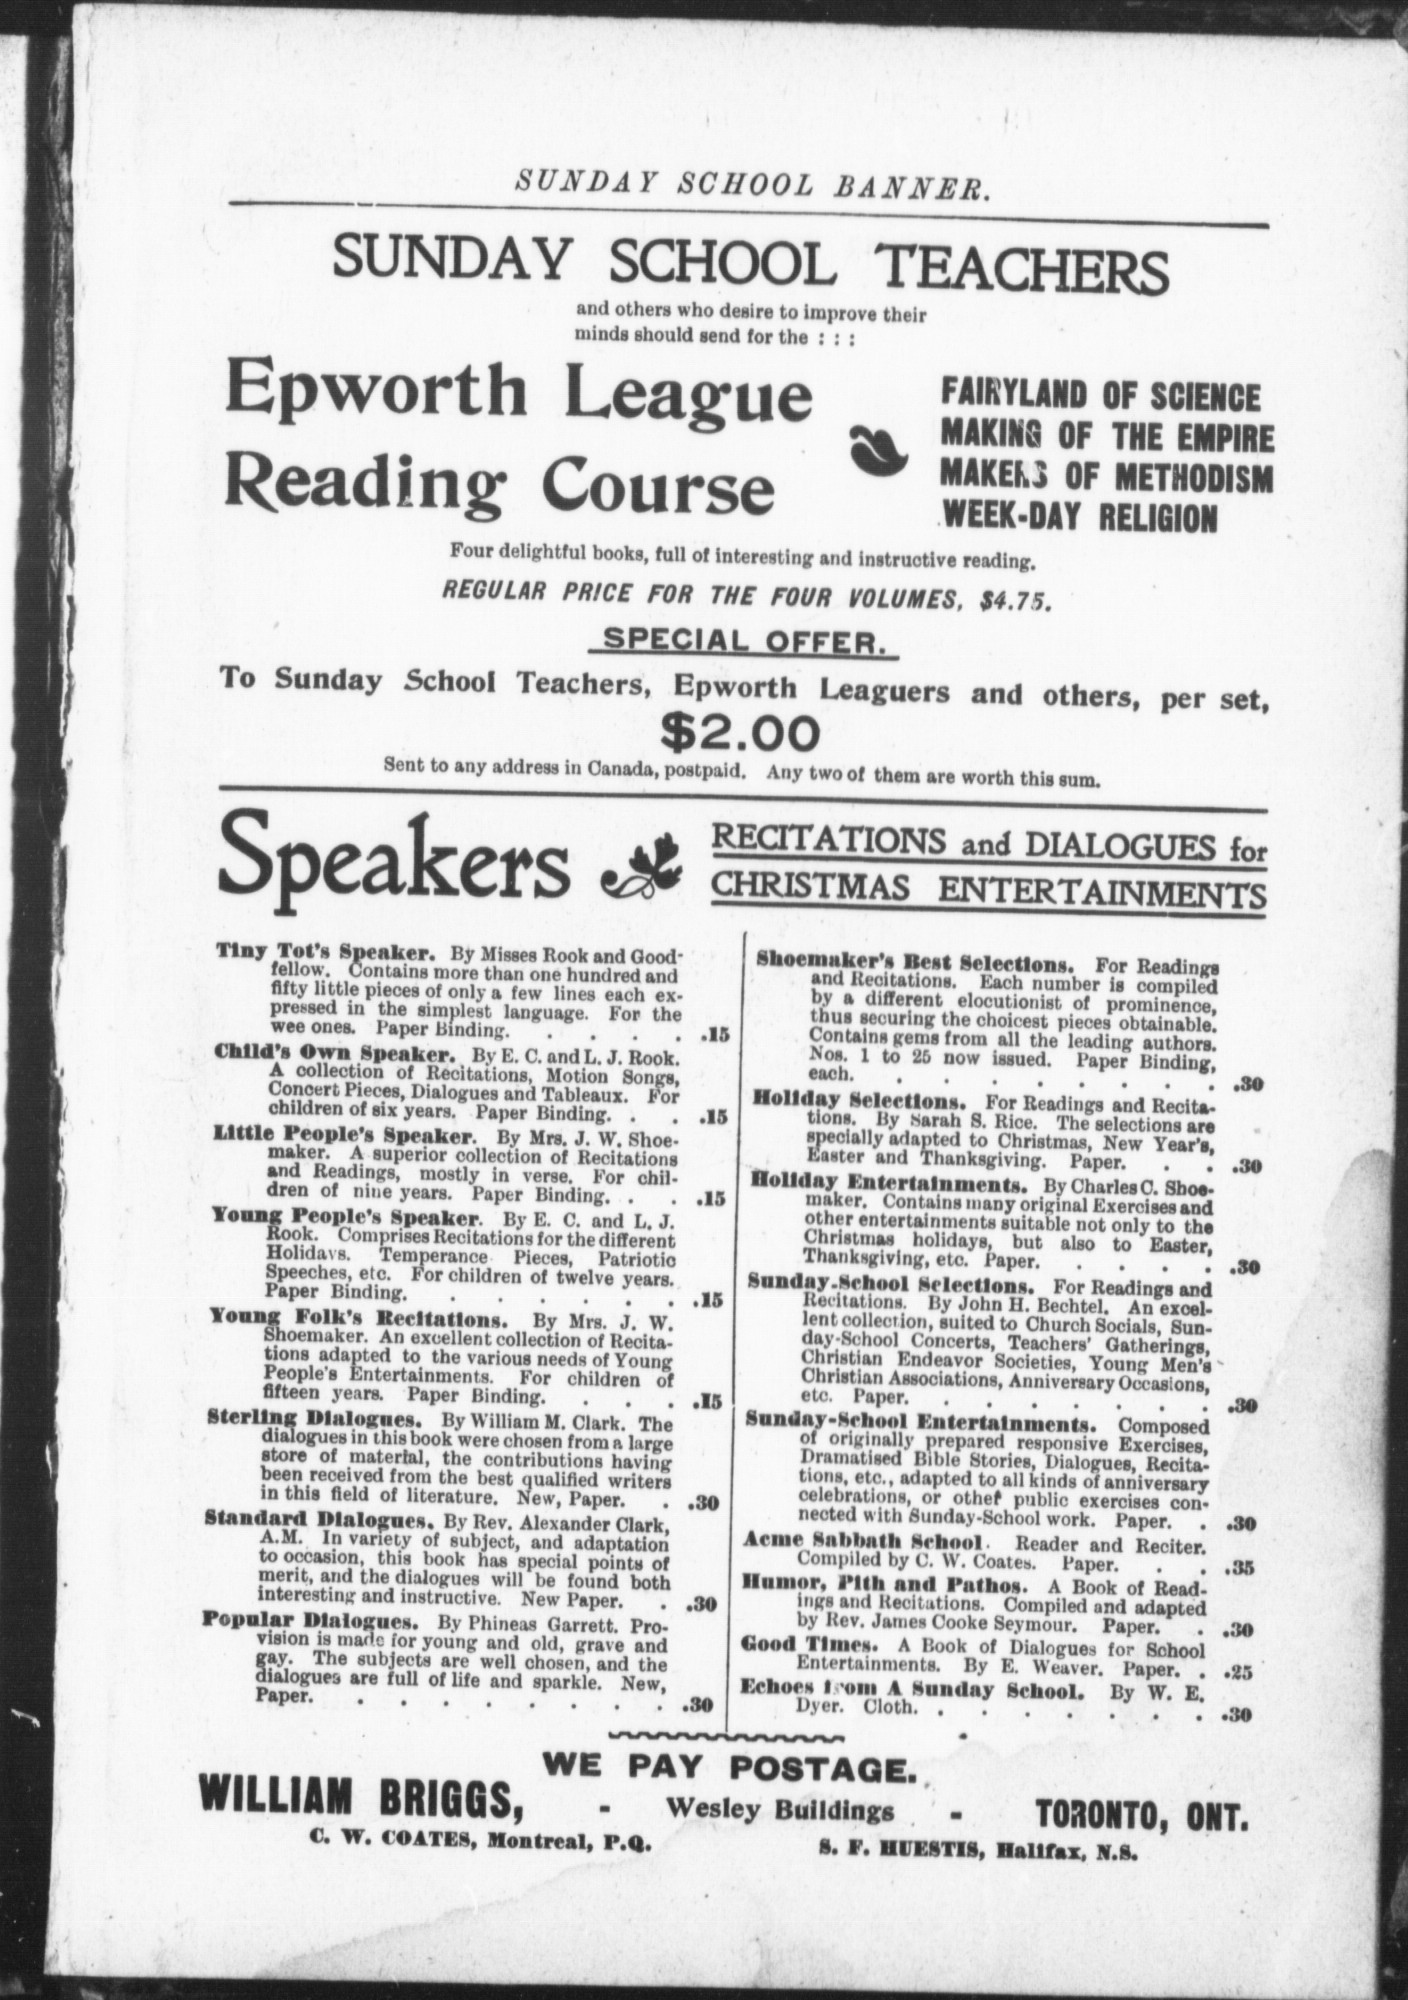 SUNDAY SCHOOL BANNER.
SUNDAY SCHOOL TEACHERS
and others who desire to improve their
minds should send for the : : :
Epworth League
Reading Course
FAIRYLAND OF SCIENCE
MAKING OF THE EMPIRE
MAKERS OF METHODISM
WEEK-DAY RELIGION
Four delightful books, full of interesting and instructive reading.
REGULAR PRICE FOR THE FOUR VOLUMES, $4.75.
SPECIAL OFFER.
To Sunday School Teachers, Epworth Leaguers and others, per set,
$2.00
Sent to any address in Canada, postpaid. Any two of them are worth this sum.
Speakers
RECITATIONS and DIALOGUES for
CHRISTMAS ENTERTAINMENTS
Tiny Tot's Speaker. By Misses Rook and Good-
fellow. Contains more than one hundred and
fifty little pieces of only a few lines each ex-
pressed in the simplest language. For the
wee ones. Paper Binding. . . . . .15
Child's Own Speaker. By E. C. and L. J. Rook.
A collection of Recitations, Motion Songs,
Concert Pieces, Dialogues and Tableaux. For
children of six years. Paper Binding. . . .15
Little People's Speaker. By Mrs. J. W. Shoe-
maker. A superior collection of Recitations
and Readings, mostly in verse. For chil-
dren of nine years. Paper Binding. . . .15
Young People's Speaker. By E. C. and L. J.
Rook. Comprises Recitations for the different
Holidays. Temperance Pieces, Patriotic
Speeches, etc. For children of twelve years.
Paper Binding. . . . . . . .15
Young Folk's Recitations. By Mrs. J. W.
Shoemaker. An excellent collection of Recita-
tions adapted to the various needs of Young
People's Entertainments. For children of
fifteen years. Paper Binding. . . . .15
Sterling Dialogues. By William M. Clark. The
dialogues in this book were chosen from a large
store of material, the contributions having
been received from the best qualified writers
in this field of literature. New, Paper. . .30
Standard Dialogues. By Rev. Alexander Clark,
A.M. In variety of subject, and adaptation
to occasion, this book has special points of
merit, and the dialogues will be found both
interesting and instructive. New Paper. . .30
Popular Dialogues. By Phineas Garrett. Pro-
vision is made for young and old, grave and
gay. The subjects are well chosen, and the
dialogues are full of life and sparkle. New,
Paper. . . . . . . . .30
Shoemaker's Best Selections. For Readings
and Recitations. Each number is compiled
by a different elocutionist of prominence,
thus securing the choicest pieces obtainable.
Contains gems from all the leading authors.
Nos. 1 to 25 now issued. Paper Binding,
each. . . . . . . . . .30
Holiday Selections. For Readings and Recita-
tions. By Sarah S. Rice. The selections are
specially adapted to Christmas, New Year's,
Easter and Thanksgiving. Paper. . . .30
Holiday Entertainments. By Charles C. Shoe-
maker. Contains many original Exercises and
other entertainments suitable not only to the
Christmas holidays, but also to Easter,
Thanksgiving, etc. Paper. . . . . .30
Sunday-School Selections. For Readings and
Recitations. By John H. Bechtel. An excel-
lent collection, suited to Church Socials, Sun-
day-School Concerts, Teachers' Gatherings,
Christian Endeavor Societies, Young Men's
Christian Associations, Anniversary Occasions,
etc. Paper. . . . . . . . .30
Sunday-School Entertainments. Composed
of originally prepared responsive Exercises,
Dramatised Bible Stories, Dialogues, Recita-
tions, etc., adapted to all kinds of anniversary
celebrations, or other public exercises con-
nected with Sunday-School work. Paper. . .30
Acme Sabbath School. Reader and Reciter.
Compiled by C. W. Coates. Paper. . . .35
Humor, Pith and Pathos. A Book of Read-
ings and Recitations. Compiled and adapted
by Rev. James Cooke Seymour. Paper. . .30
Good Times. A Book of Dialogues for School
Entertainments. By E. Weaver. Paper. . .25
Echoes from A Sunday School. By W. E.
Dyer. Cloth. . . . . . . . .30
WE PAY POSTAGE.
WILLIAM BRIGGS, - Wesley Buildings - TORONTO, ONT.
C. W. COATES, Montreal, P.Q. S. F. HUESTIS, Halifax, N.S.